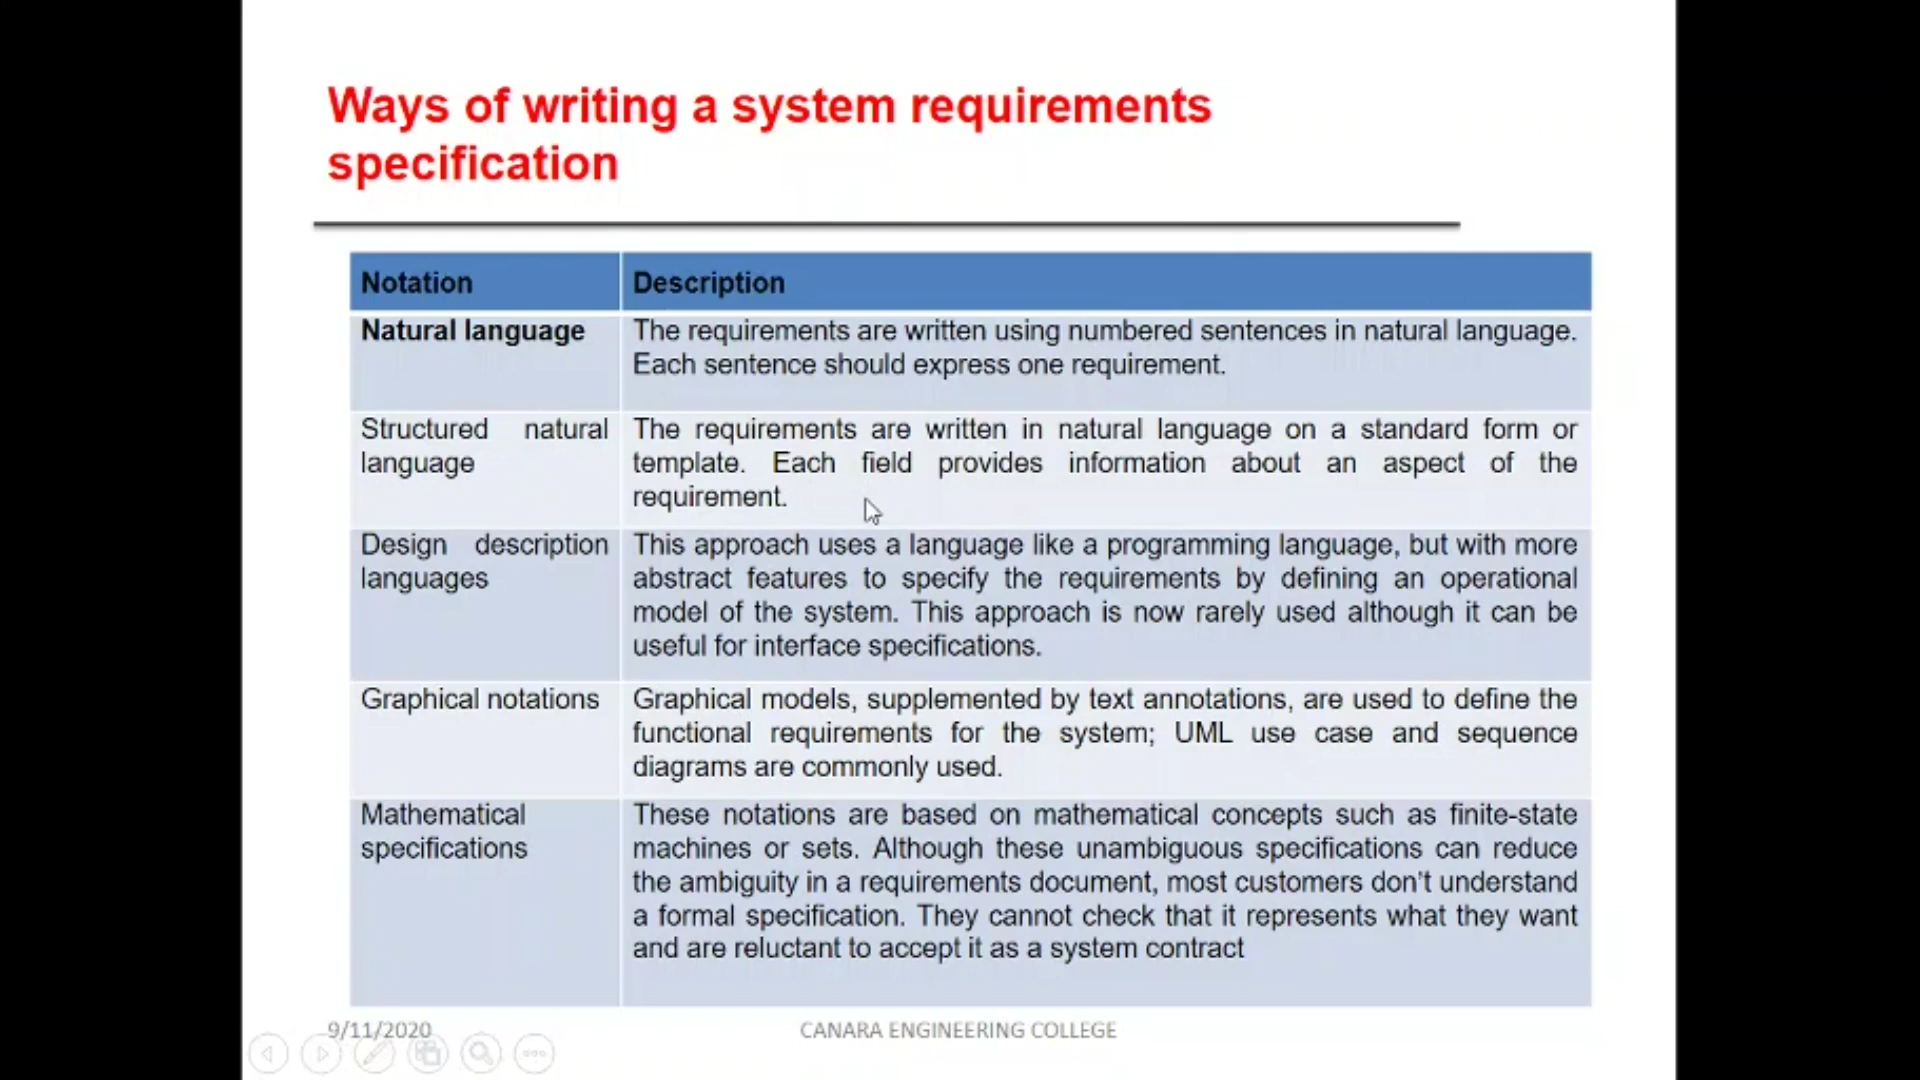 Ways of writing a system requirements
specification
Notation
Description
Natural language
The requirements are written using numbered sentences in natural language.
Each sentence should express one requirement.
Structured natural
language
The requirements are written in natural language on a standard form or
template. Each field provides information about an aspect of the
requirement.
Design description
languages
This approach uses a language like a programming language, but with more
abstract features to specify the requirements by defining an operational
model of the system. This approach is now rarely used although it can be
useful for interface specifications.
Graphical notations
Graphical models, supplemented by text annotations, are used to define the
functional requirements for the system; UML use case and sequence
diagrams are commonly used.
Mathematical
specifications
These notations are based on mathematical concepts such as finite-state
machines or sets. Although these unambiguous specifications can reduce
the ambiguity in a requirements document, most customers don't understand
a formal specification. They cannot check that it represents what they want
and are reluctant to accept it as a system contract
9/11/2020
CANARA ENGINEERING COLLEGE